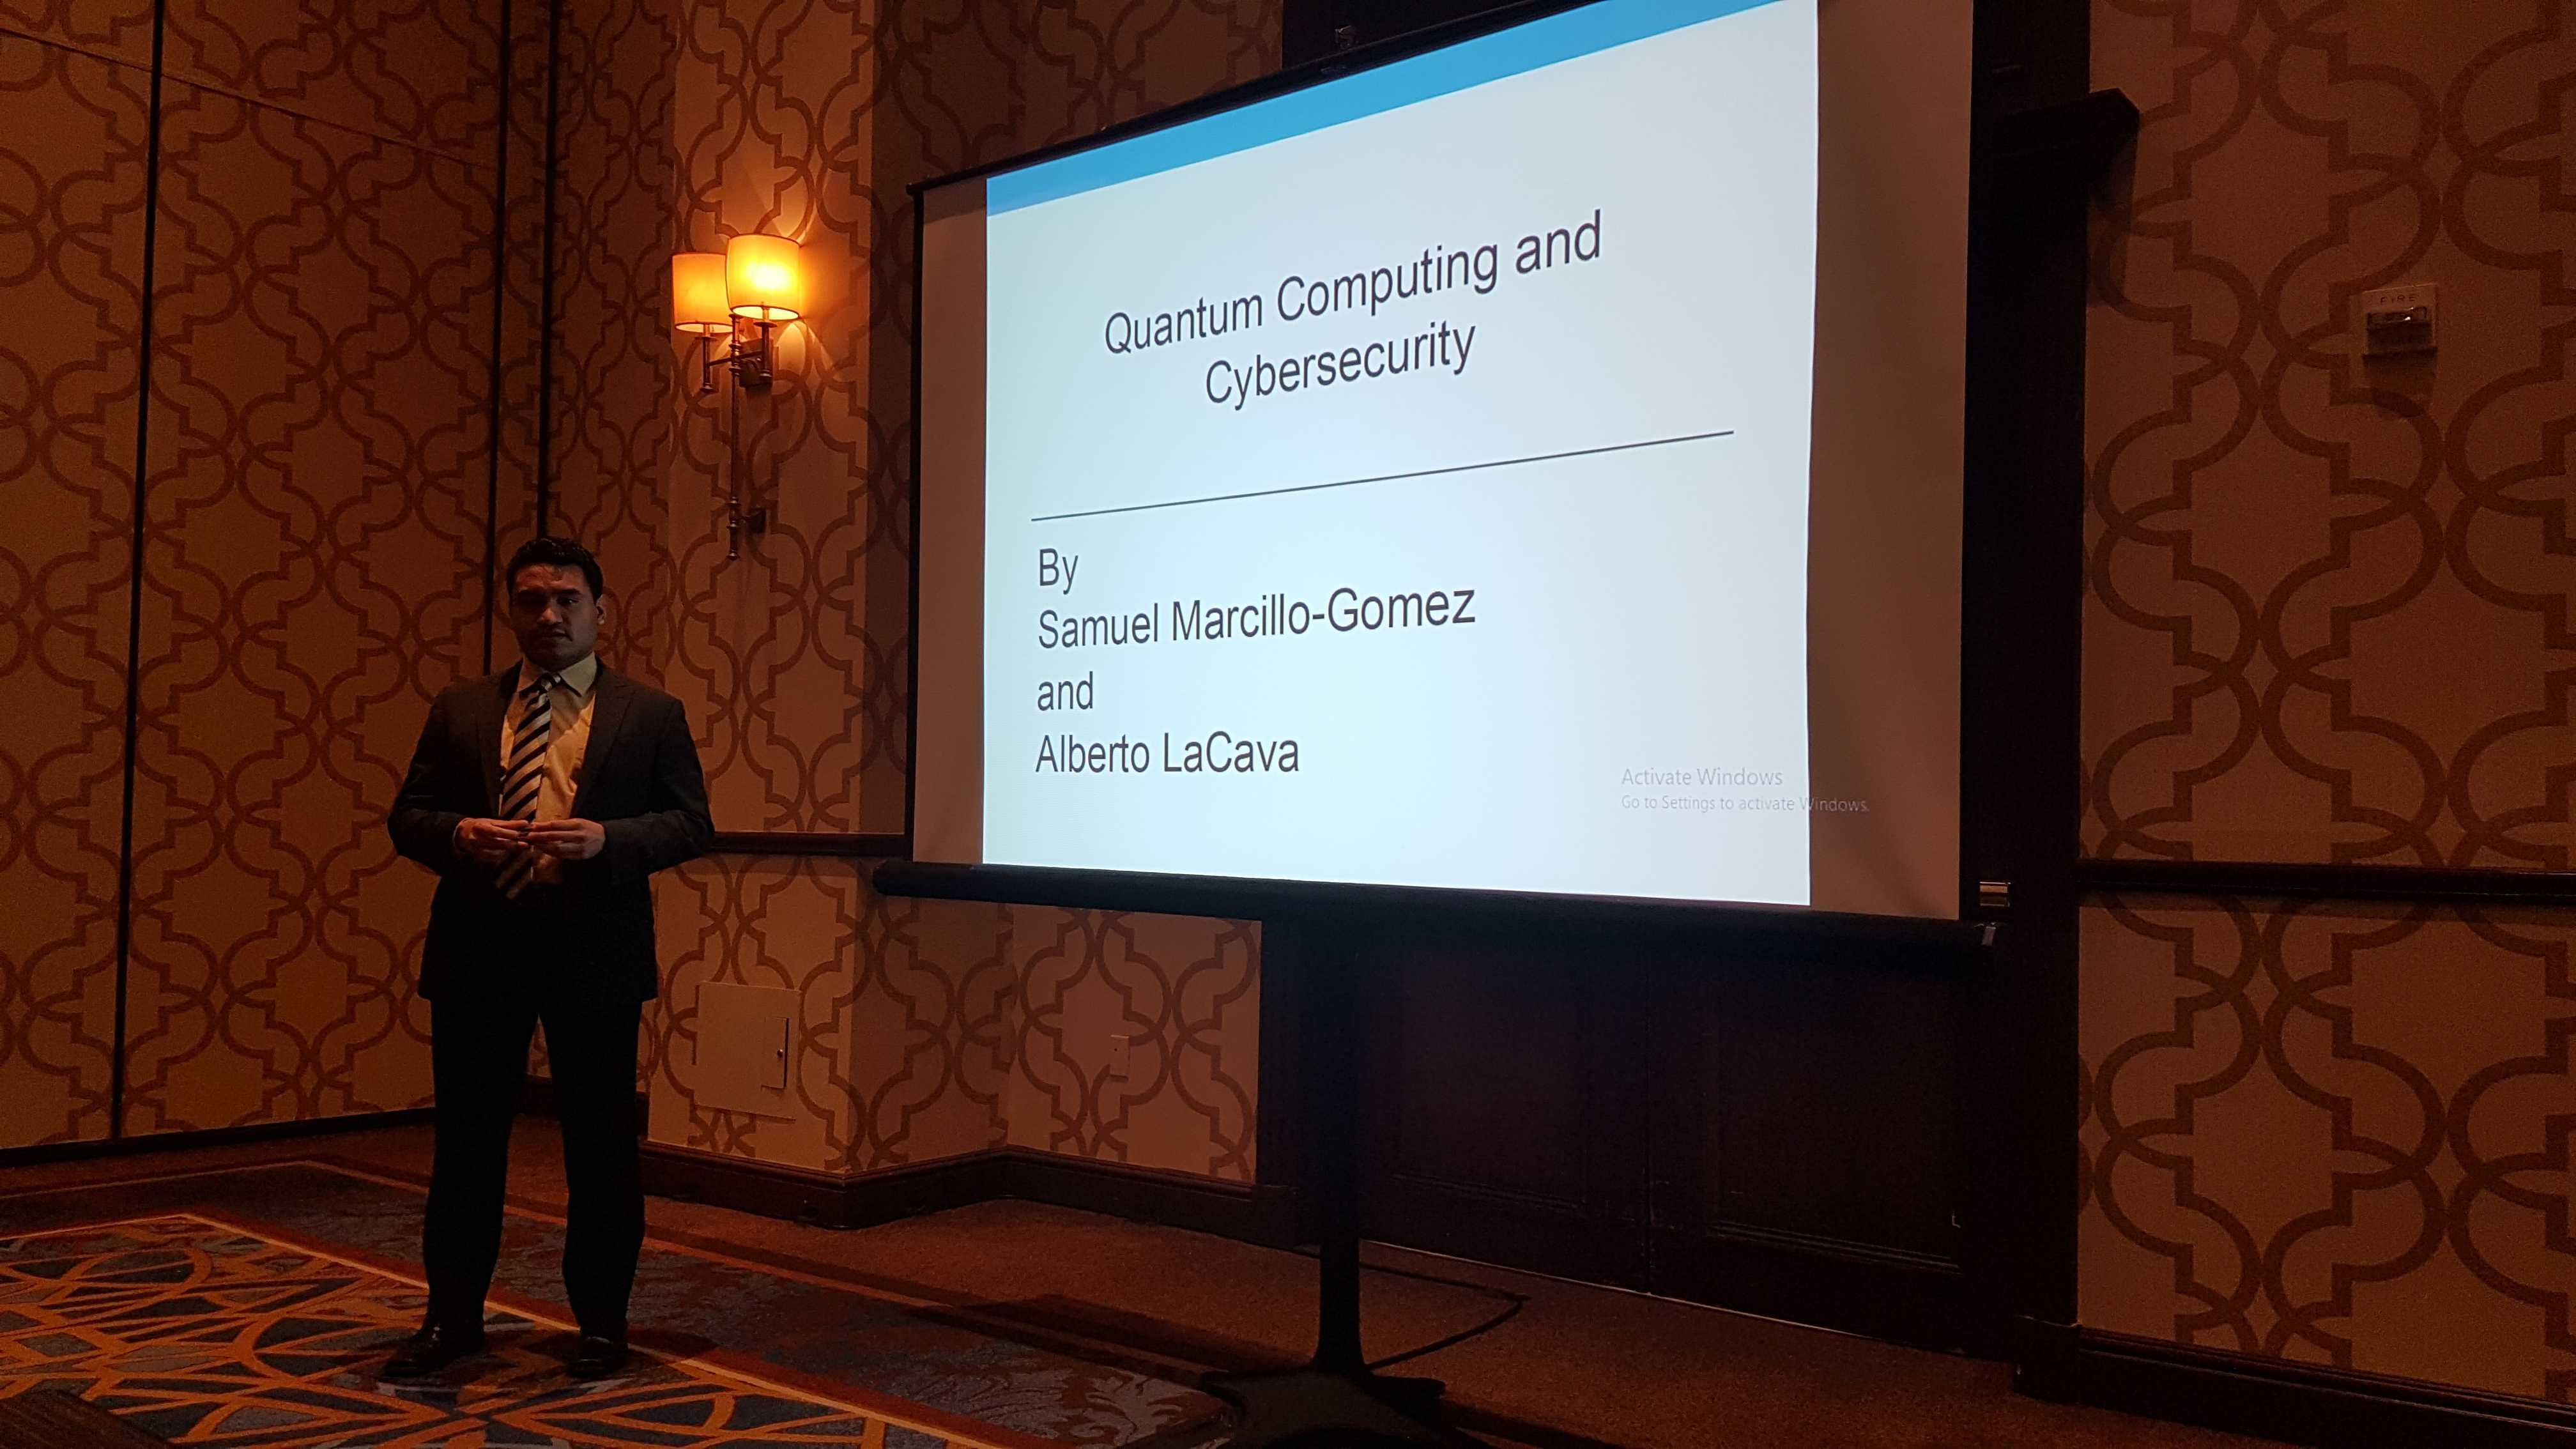 Quantum Computing and
Cybersecurity
By
Samuel Marcillo-Gomez
and
Alberto LaCava
Activate Windows
Go to Settings to activate Windows.
FIRE